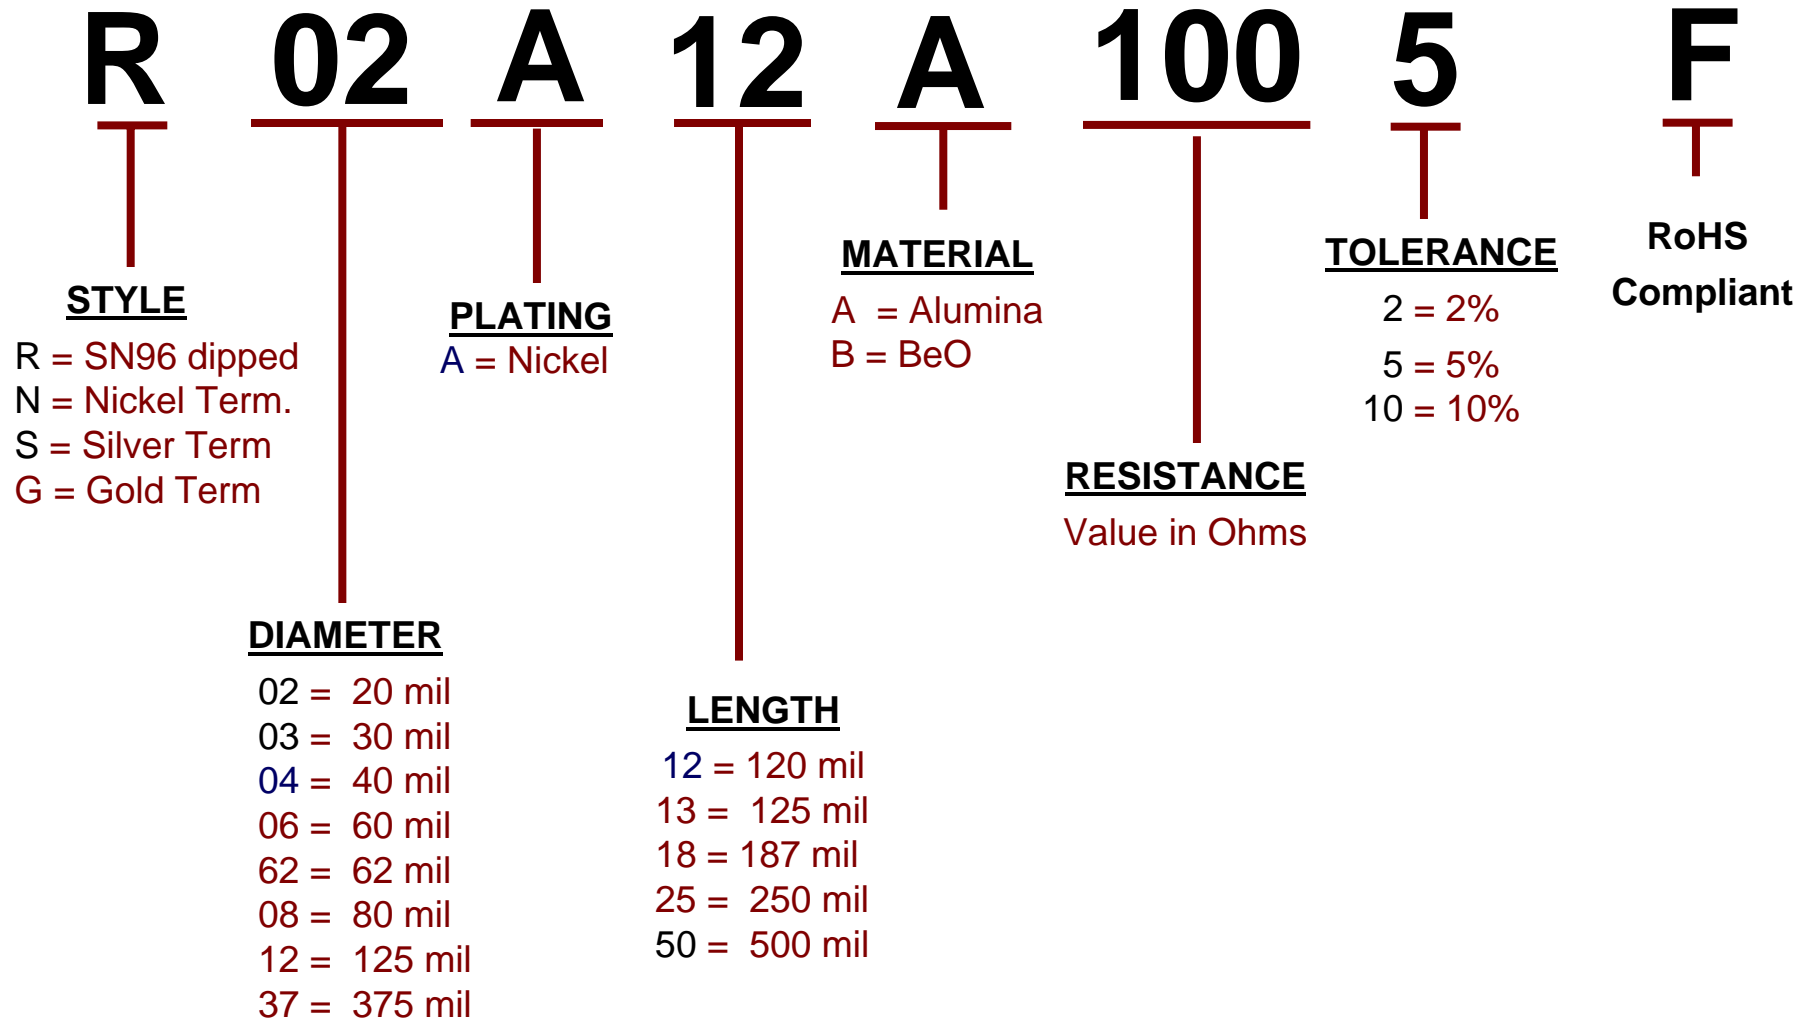 R 02 A 12 A 100 5 F
STYLE
R = SN96 dipped
N = Nickel Term.
S = Silver Term
G = Gold Term
DIAMETER
02 = 20 mil
03 = 30 mil
04 = 40 mil
06 = 60 mil
62 = 62 mil
08 = 80 mil
12 = 125 mil
37 = 375 mil
PLATING
A = Nickel
LENGTH
12 = 120 mil
13 = 125 mil
18 = 187 mil
25 = 250 mil
50 = 500 mil
MATERIAL
A = Alumina
B = BeO
RESISTANCE
Value in Ohms
TOLERANCE
2 = 2%
5 = 5%
10 = 10%
RoHS
Compliant